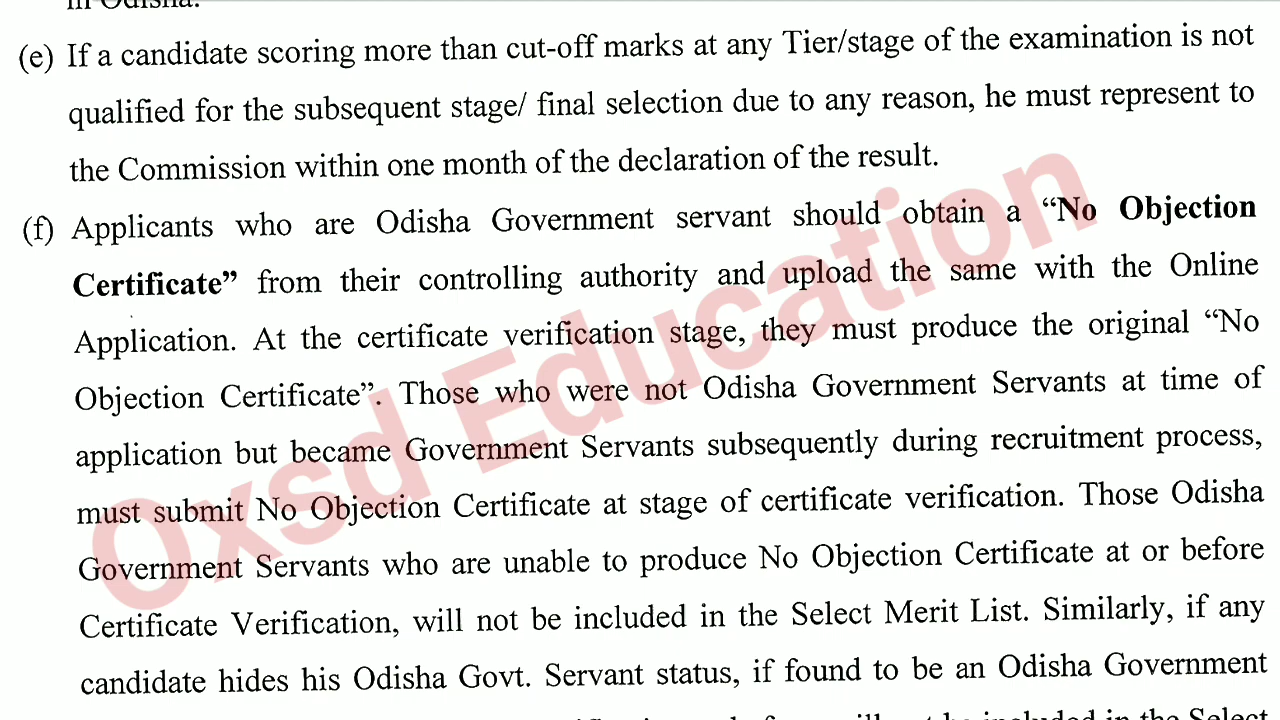 in Odisha.
(e) If a candidate scoring more than cut-off marks at any Tier/stage of the examination is not
qualified for the subsequent stage/ final selection due to any reason, he must represent to
the Commission within one month of the declaration of the result.
(f) Applicants who are Odisha Government servant should obtain a “No Objection
Certificate” from their controlling authority and upload the same with the Online
Application. At the certificate verification stage, they must produce the original “No
Objection Certificate”. Those who were not Odisha Government Servants at time of
application but became Government Servants subsequently during recruitment process,
must submit No Objection Certificate at stage of certificate verification. Those Odisha
Government Servants who are unable to produce No Objection Certificate at or before
Certificate Verification, will not be included in the Select Merit List. Similarly, if any
candidate hides his Odisha Govt. Servant status, if found to be an Odisha Government
included in the Select
Oxsd Education